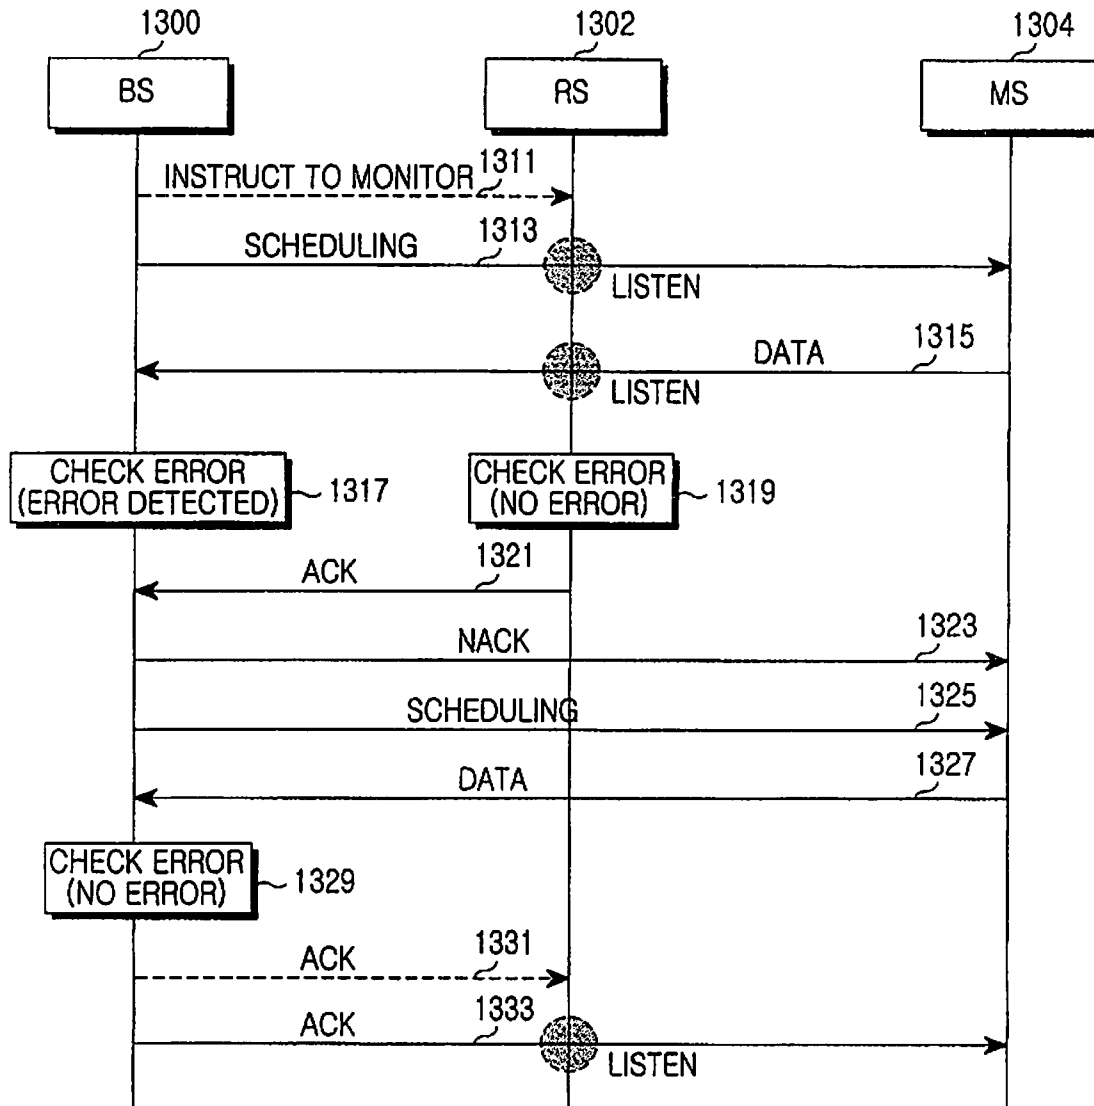 1300
1302
1304
BS
RS
MS
INSTRUCT TO MONITOR
1311
SCHEDULING
1313
LISTEN
DATA
1315
LISTEN
CHECK ERROR
(ERROR DETECTED)
1317
CHECK ERROR
(NO ERROR)
1319
ACK
1321
NACK
1323
SCHEDULING
1325
DATA
1327
CHECK ERROR
(NO ERROR)
1329
ACK
1331
ACK
1333
LISTEN